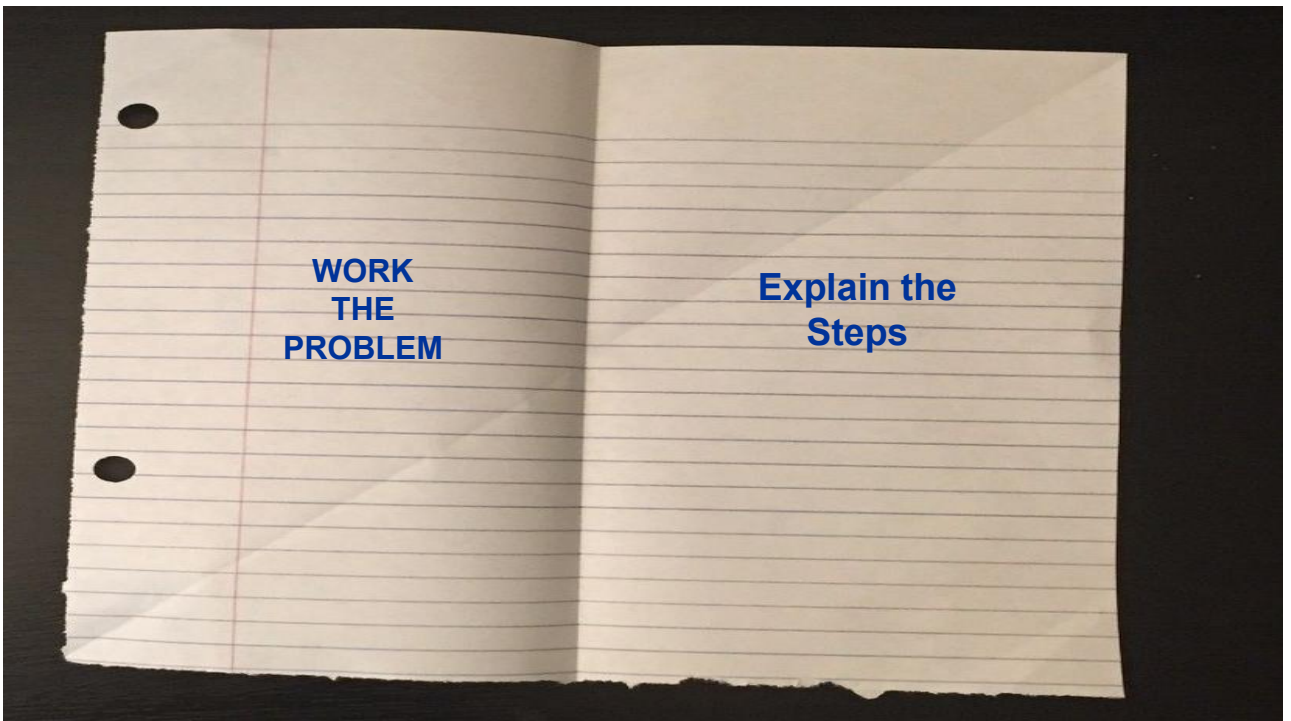 WORK
THE
PROBLEM
Explain the
Steps